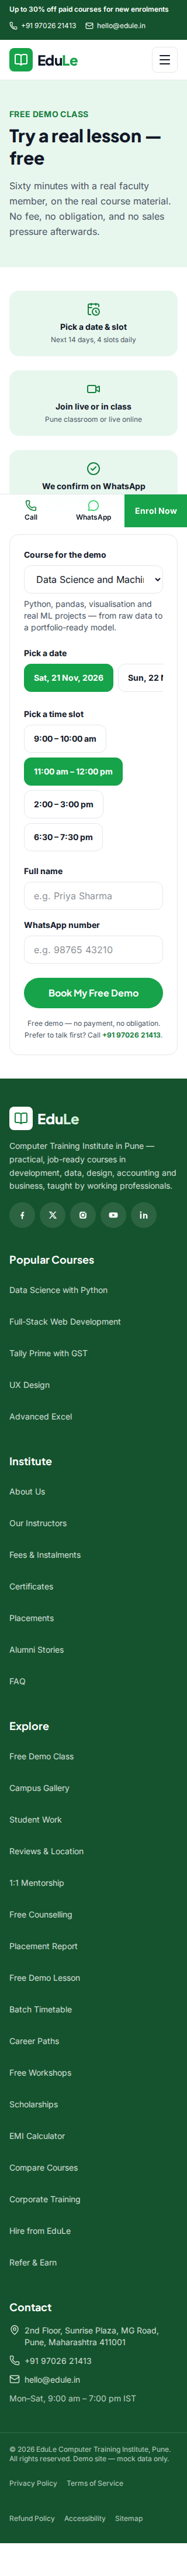 Up to 30% off paid courses for new enrolments
+91 97026 21413 hello@edule.in
EduLe
FREE DEMO CLASS
Try a real lesson —
free
Sixty minutes with a real faculty
member, on the real course material.
No fee, no obligation, and no sales
pressure afterwards.
Pick a date & slot
Next 14 days, 4 slots daily
Join live or in class
Pune classroom or live online
We confirm on WhatsApp
Call WhatsApp Enrol Now
Course for the demo
Data Science and Machin
Python, pandas, visualisation and
real ML projects — from raw data to
a portfolio-ready model.
Pick a date
Sat, 21 Nov, 2026 Sun, 22 N
Pick a time slot
9:00 – 10:00 am
11:00 am – 12:00 pm
2:00 – 3:00 pm
6:30 – 7:30 pm
Full name
e.g. Priya Sharma
WhatsApp number
e.g. 98765 43210
Book My Free Demo
Free demo — no payment, no obligation.
Prefer to talk first? Call +91 97026 21413.
EduLe
Computer Training Institute in Pune —
practical, job-ready courses in
development, data, design, accounting and
business, taught by working professionals.
Popular Courses
Data Science with Python
Full-Stack Web Development
Tally Prime with GST
UX Design
Advanced Excel
Institute
About Us
Our Instructors
Fees & Instalments
Certificates
Placements
Alumni Stories
FAQ
Explore
Free Demo Class
Campus Gallery
Student Work
Reviews & Location
1:1 Mentorship
Free Counselling
Placement Report
Free Demo Lesson
Batch Timetable
Career Paths
Free Workshops
Scholarships
EMI Calculator
Compare Courses
Corporate Training
Hire from EduLe
Refer & Earn
Contact
2nd Floor, Sunrise Plaza, MG Road,
Pune, Maharashtra 411001
+91 97026 21413
hello@edule.in
Mon–Sat, 9:00 am – 7:00 pm IST
© 2026 EduLe Computer Training Institute, Pune.
All rights reserved. Demo site — mock data only.
Privacy Policy Terms of Service
Refund Policy Accessibility Sitemap